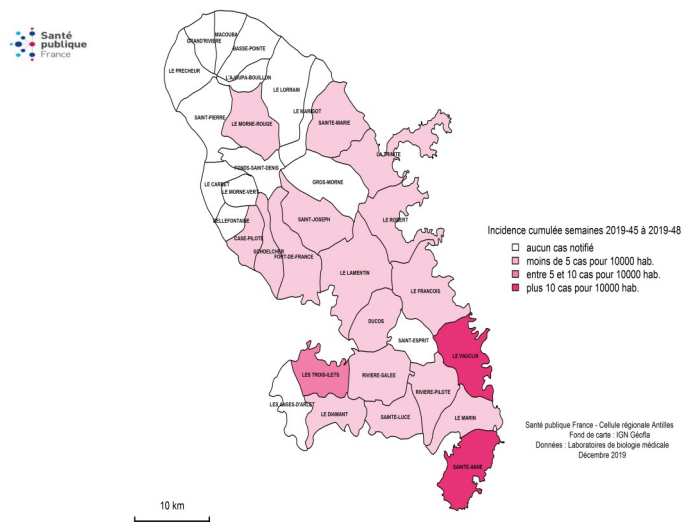 Santé
publique
France
MACOUBA
GRAND'RIVIERE
BASSE-POINTE
LE PRECHEUR
L'AJOUPA-BOUILLON
LE LORRAIN
LE MARIGOT
SAINT-PIERRE
LE MORNE-ROUGE
SAINTE-MARIE
LA TRINITE
FONDS-SAINT-DENIS
LE CARBET
GROS-MORNE
LE MORNE-VERT
BELLEFONTAINE
SAINT-JOSEPH
LE ROBERT
CASE-PILOTE
SCHOELCHER
FORT-DE-FRANCE
LE LAMENTIN
LE FRANCOIS
DUCOS
SAINT-ESPRIT
LE VAUCLIN
LES TROIS-ILETS
RIVIERE-SALEE
RIVIERE-PILOTE
LES ANSES-D'ARLET
LE DIAMANT
SAINTE-LUCE
LE MARIN
SAINTE-ANNE
Incidence cumulée semaines 2019-45 à 2019-48
aucun cas notifié
moins de 5 cas pour 10000 hab.
entre 5 et 10 cas pour 10000 hab.
plus 10 cas pour 10000 hab.
Santé publique France - Cellule régionale Antilles
Fond de carte : IGN Géofla
Données : Laboratoires de biologie médicale
Décembre 2019
10 km